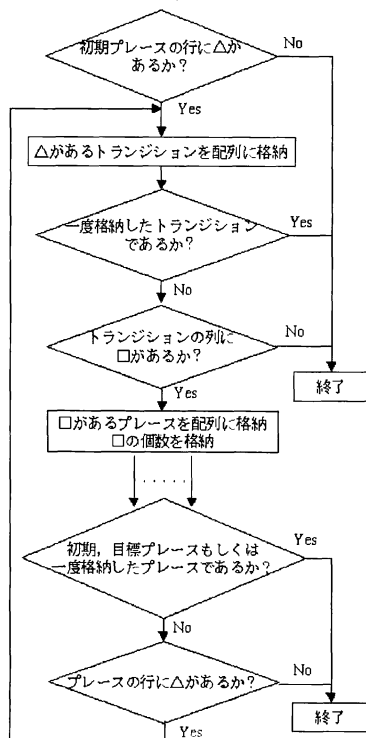 初期プレースの行に△が
あるか？
No
Yes
△があるトランジションを配列に格納
一度格納したトランジション
であるか？
Yes
No
トランジションの列に
□があるか？
No
Yes
終了
□があるプレースを配列に格納
□の個数を格納
......
初期，目標プレースもしくは
一度格納したプレースであるか？
Yes
No
プレースの行に△があるか？
No
終了
Yes